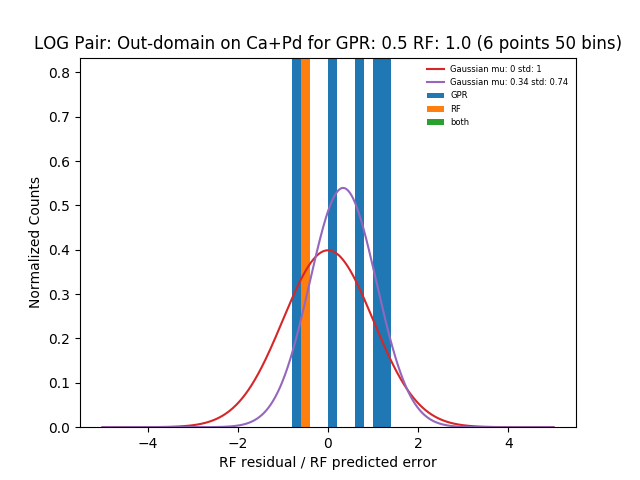 LOG Pair: Out-domain on Ca+Pd for GPR: 0.5 RF: 1.0 (6 points 50 bins)
Gaussian mu: 0 std: 1
Gaussian mu: 0.34 std: 0.74
GPR
RF
both
Normalized Counts
0.8
0.7
0.6
0.5
0.4
0.3
0.2
0.1
0.0
−4 −2 0 2 4
RF residual / RF predicted error